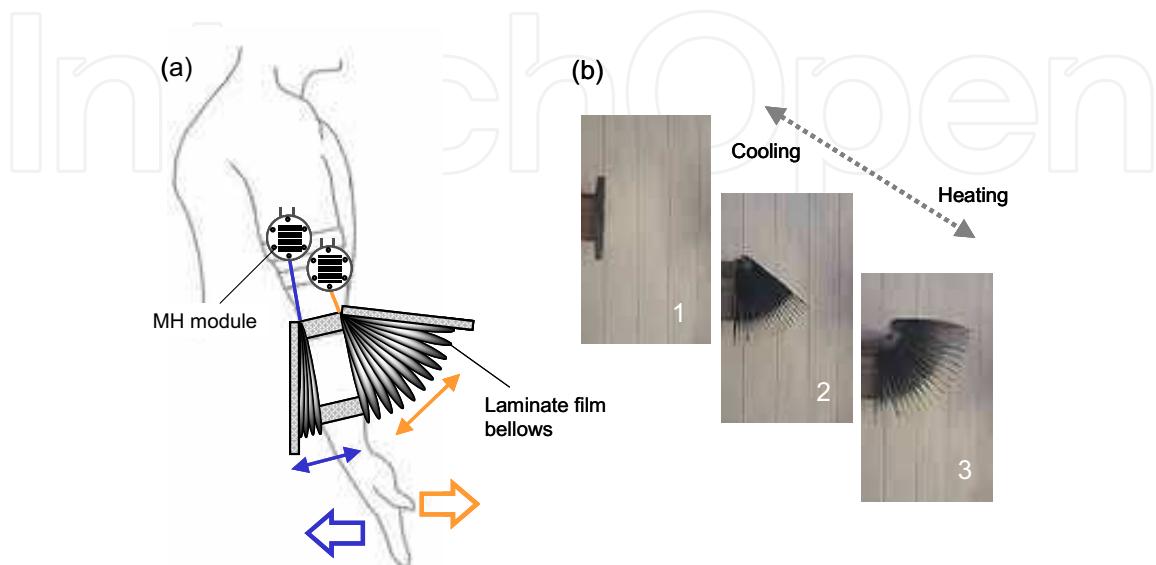 InTechOpen
(a)
(b)
Cooling
Heating
MH module
Laminate film
bellows
1
2
3